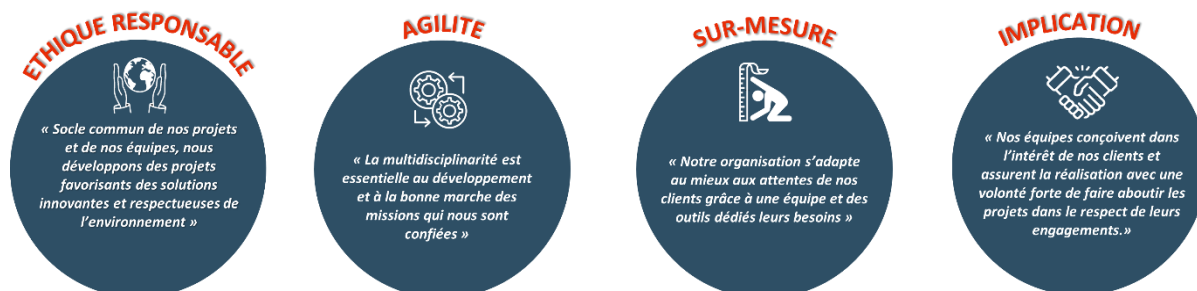 ETHIQUE RESPONSABLE
« Socle commun de nos projets
et de nos équipes, nous
développons des projets
favorisants des solutions
innovantes et respectueuses de
l'environnement »
AGILITE
« La multidisciplinarité est
essentielle au développement
et à la bonne marche des
missions qui nous sont
confiées »
SUR-MESURE
« Notre organisation s'adapte
au mieux aux attentes de nos
clients grâce à une équipe et des
outils dédiés leurs besoins »
IMPLICATION
« Nos équipes conçoivent dans
l'intérêt de nos clients et
assurent la réalisation avec une
volonté forte de faire aboutir les
projets dans le respect de leurs
engagements.»